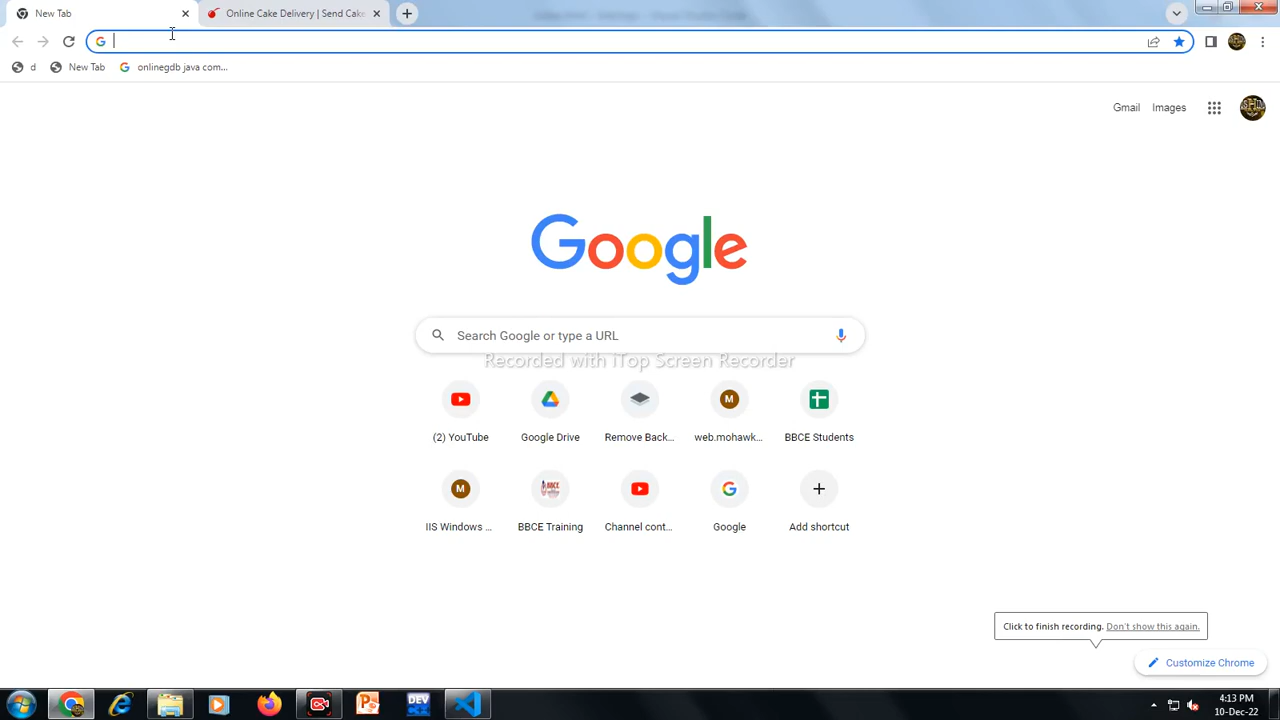 New Tab
Online Cake Delivery | Send Cake
d
New Tab
onlinegdb java com...
Gmail
Images
Google
Search Google or type a URL
Recorded with iTop Screen Recorder
(2) YouTube
Google Drive
Remove Back...
web.mohawk...
BBCE Students
IIS Windows ...
BBCE Training
Channel cont...
Google
Add shortcut
Click to finish recording. Don't show this again.
Customize Chrome
DEV
4:13 PM
10-Dec-22